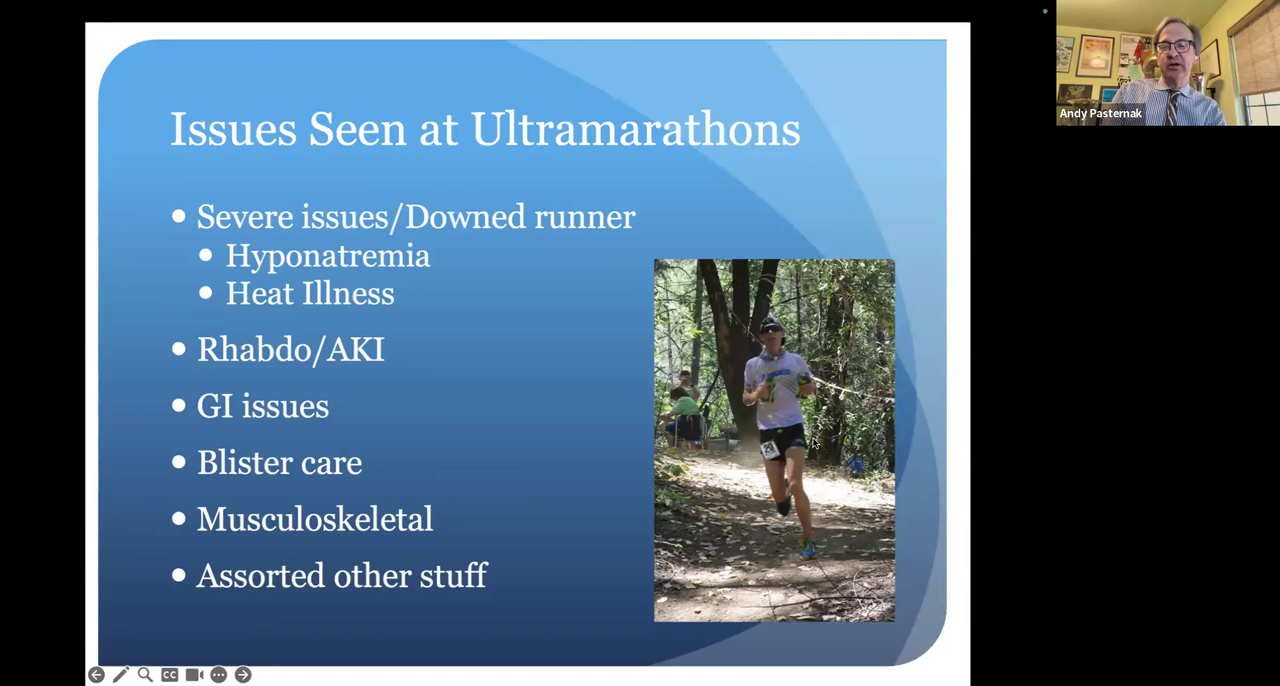 Issues Seen at Ultramarathons
Severe issues/Downed runner
Hyponatremia
Heat Illness
Rhabdo/AKI
GI issues
Blister care
Musculoskeletal
Assorted other stuff
Andy Pasternak
CC